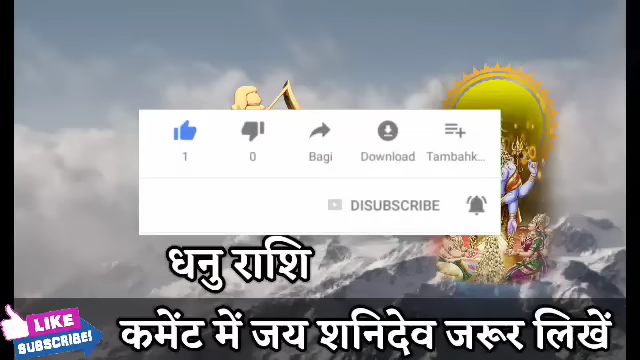 1
0
Bagi
Download
Tambahk...
DISUBSCRIBE
धनु राशि
LIKE
SUBSCRIBE!
कमेंट में जय शनिदेव जरूर लिखें